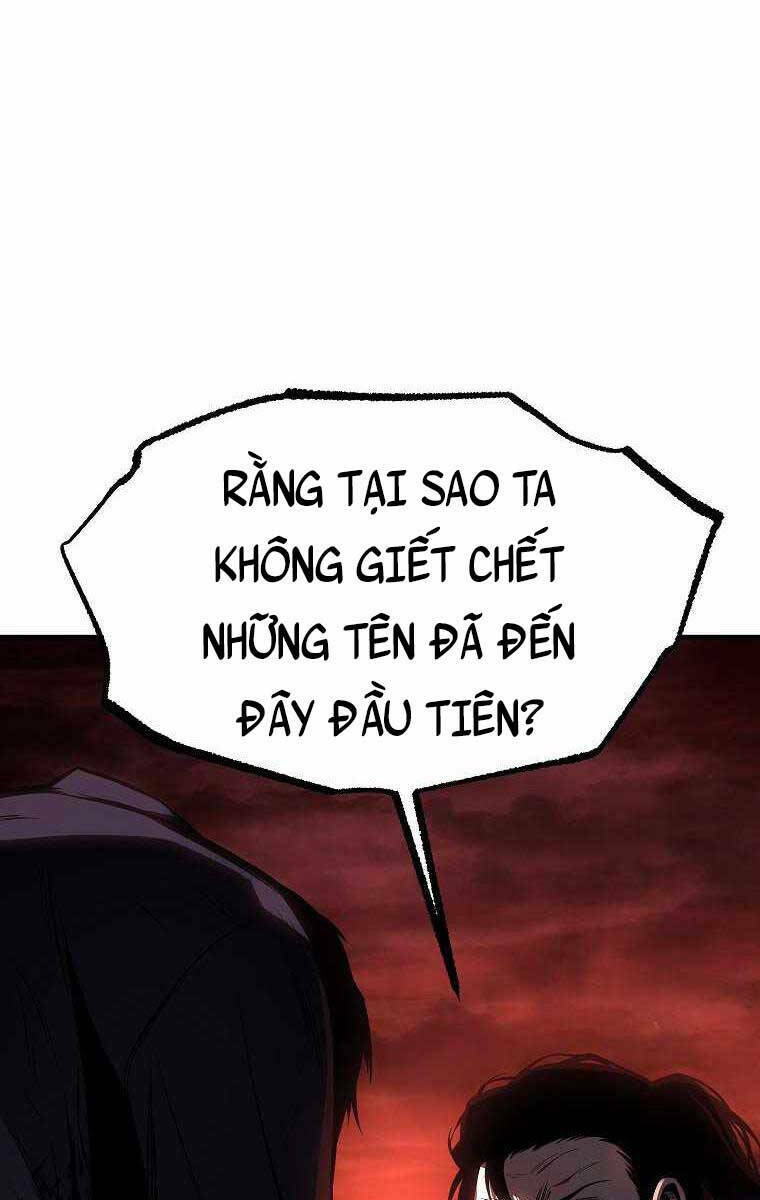 RẰNG TẠI SAO TA
KHÔNG GIẾT CHẾT
NHỮNG TÊN ĐÃ ĐẾN
ĐÂY ĐẦU TIÊN?